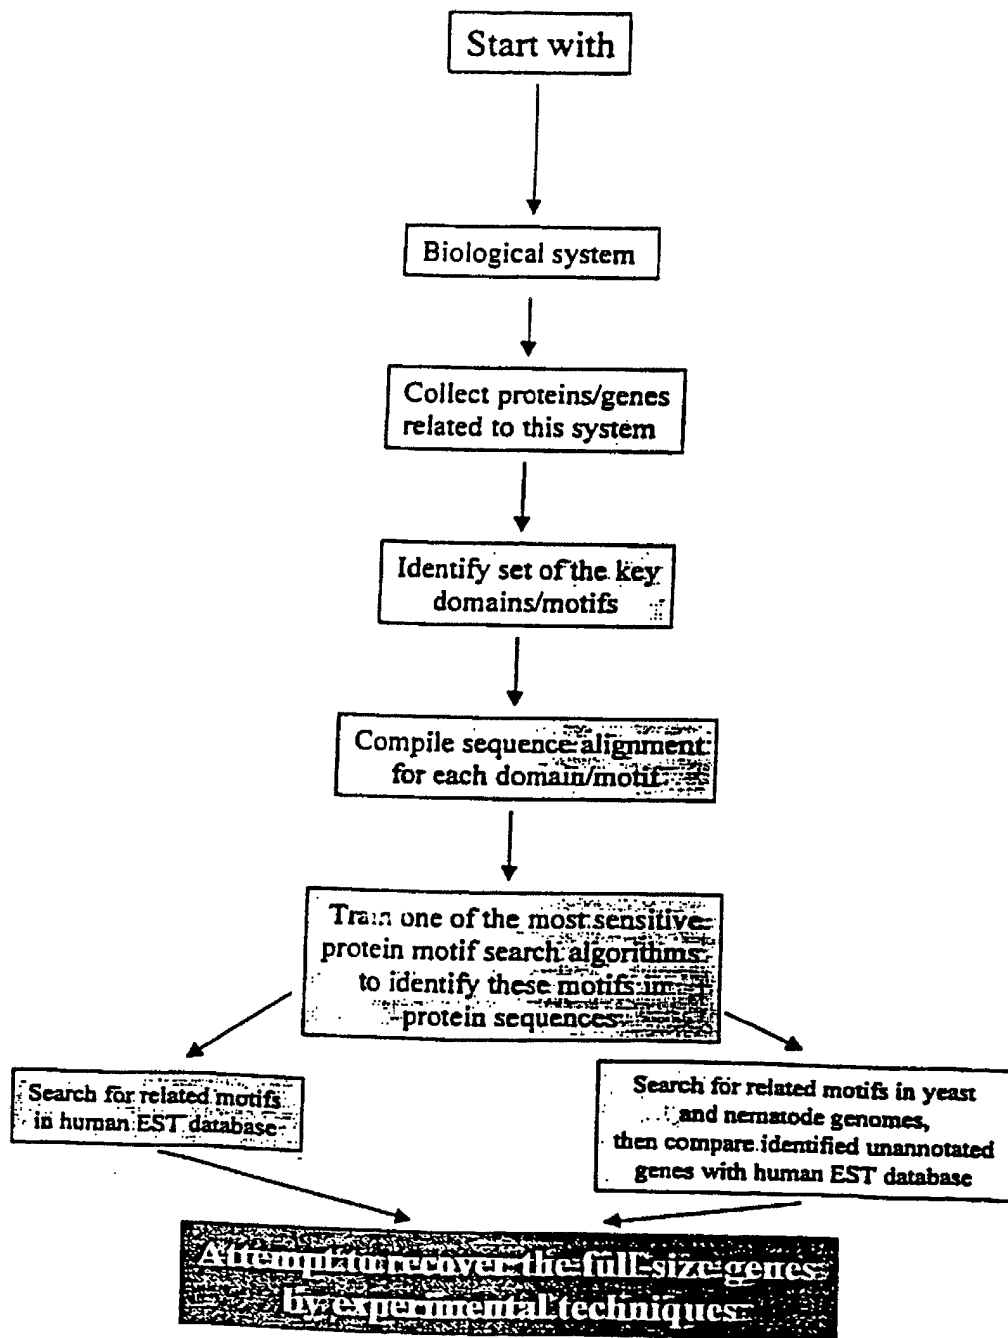 Start with
Biological system
Collect proteins/genes
related to this system
Identify set of the key
domains/motifs
Compile sequence alignment
for each domain/motif
Train one of the most sensitive
protein motif search algorithms
to identify these motifs in
protein sequences
Search for related motifs
in human EST database
Search for related motifs in yeast
and nematode genomes,
then compare identified unannotated
genes with human EST database
Attempt to recover the full-size genes
by experimental techniques